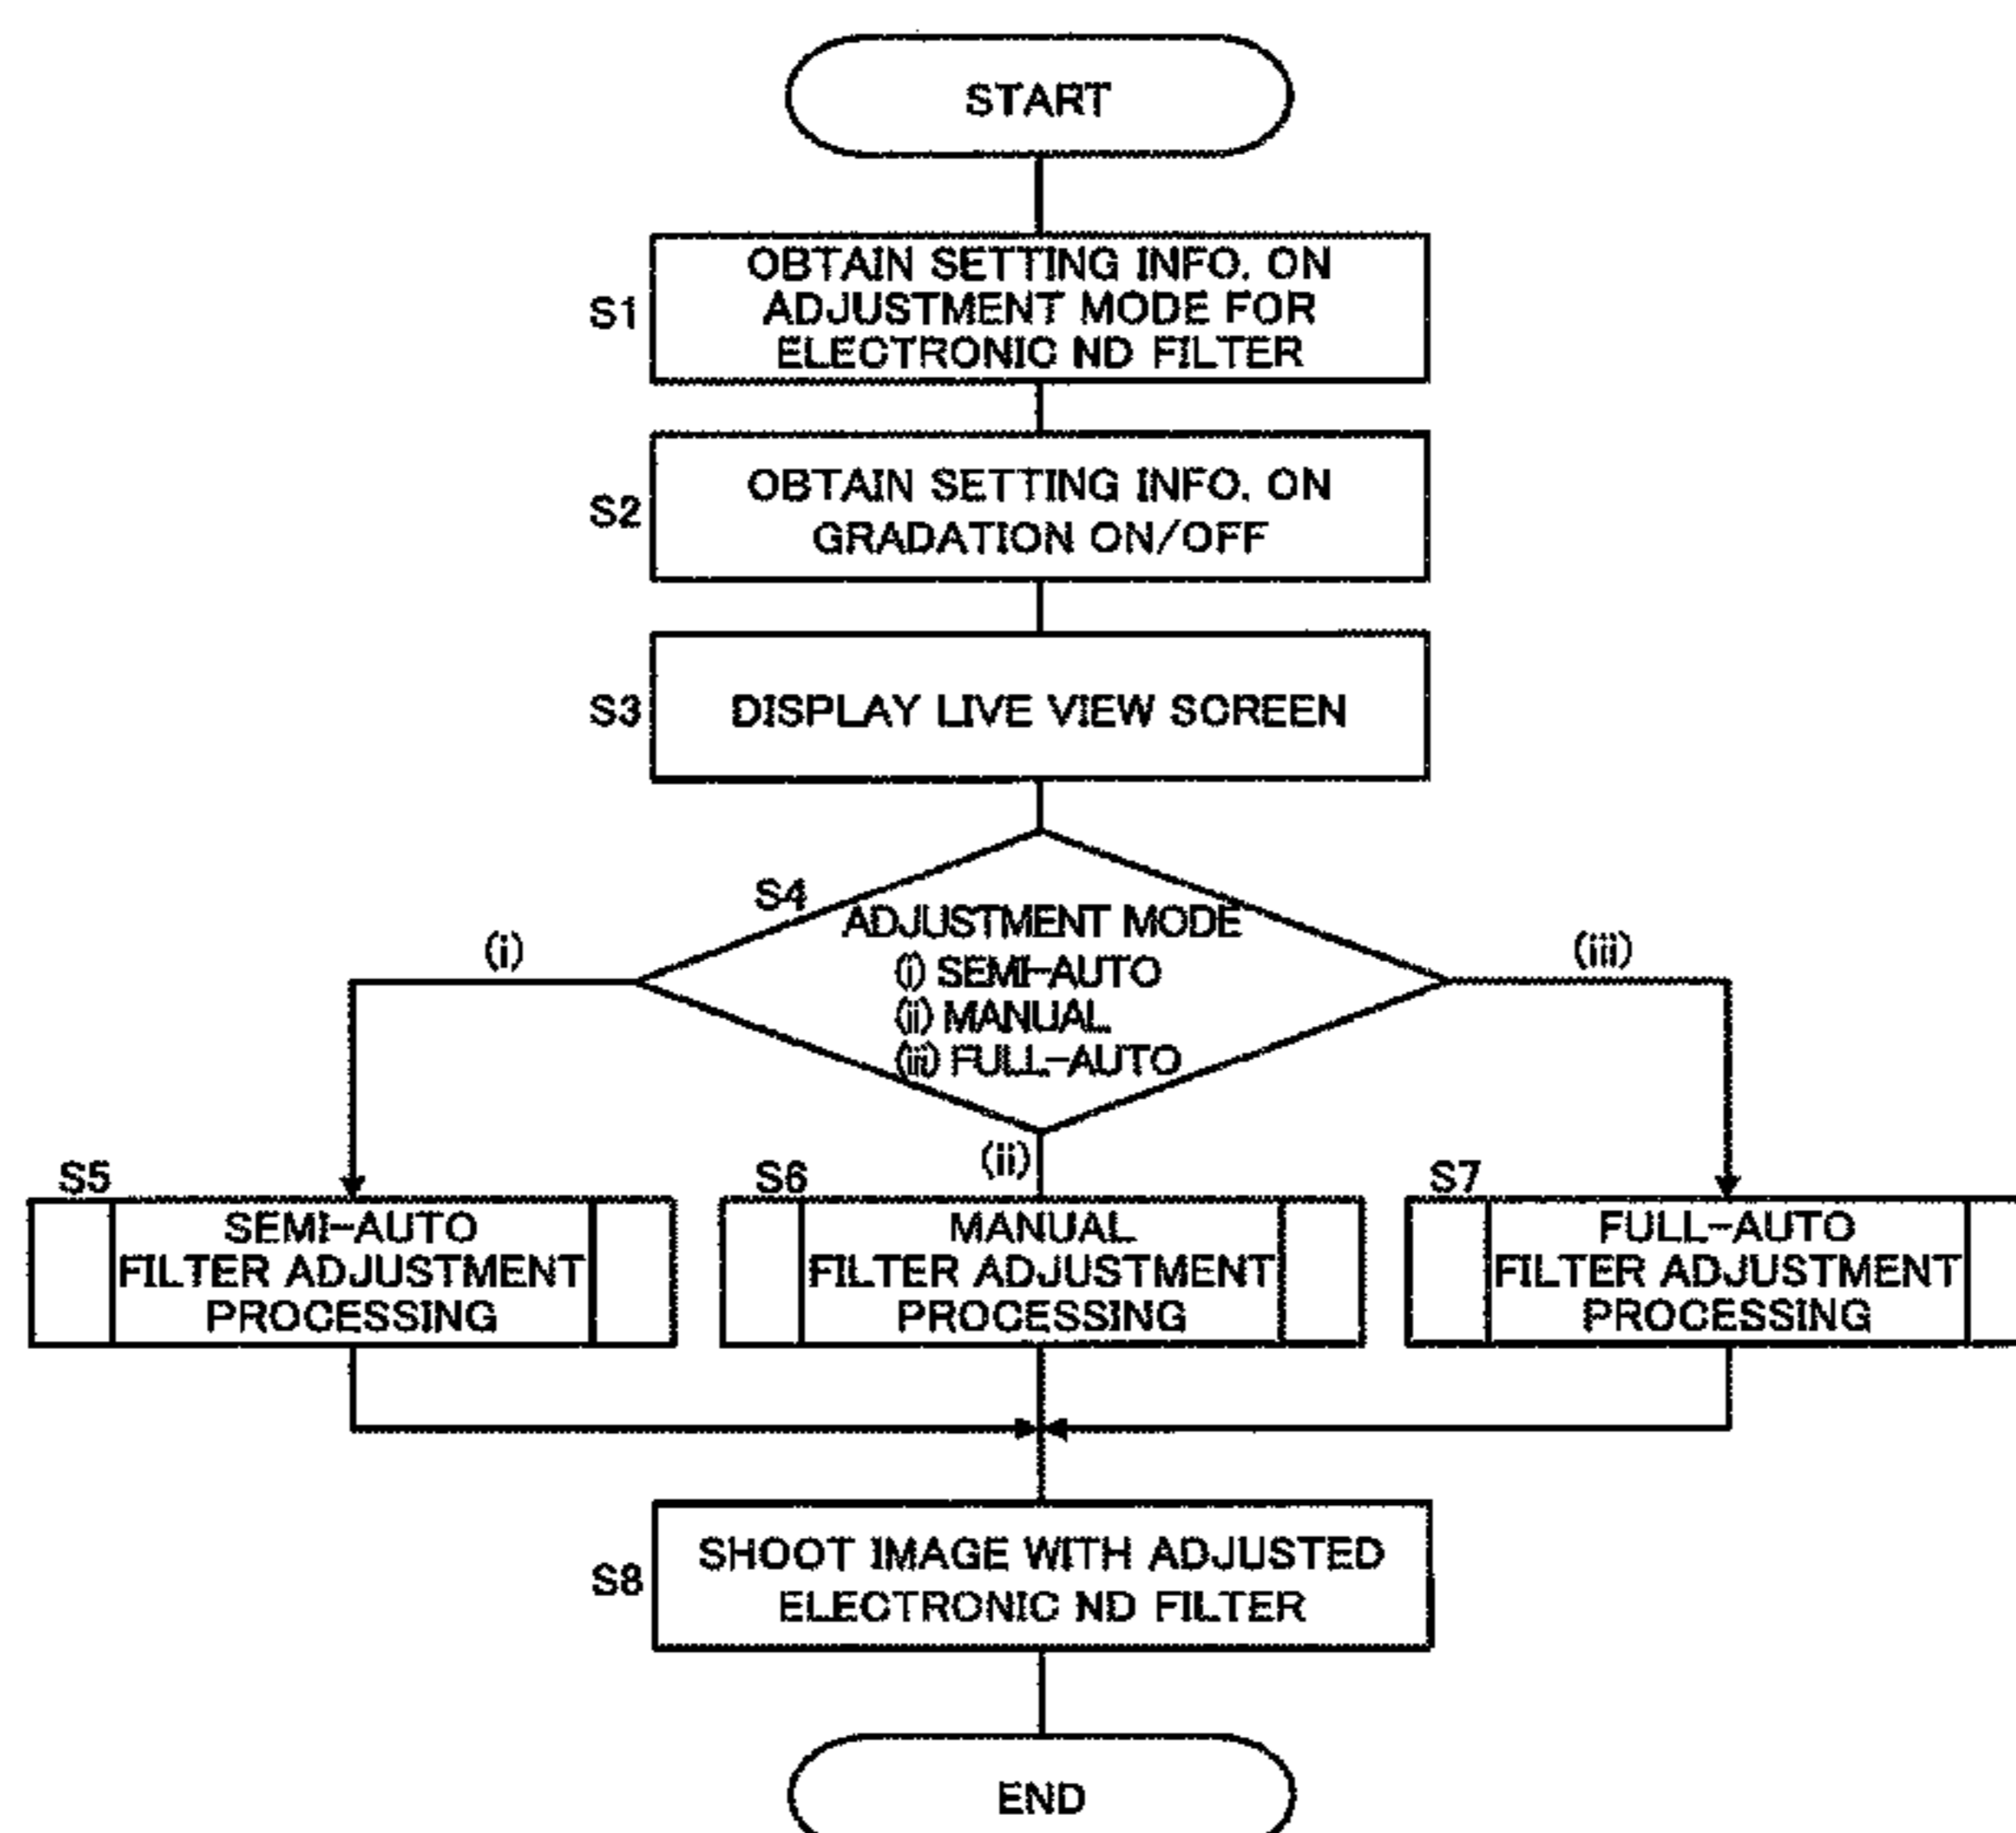 START
S1
OBTAIN SETTING INFO. ON
ADJUSTMENT MODE FOR
ELECTRONIC ND FILTER
S2
OBTAIN SETTING INFO. ON
GRADATION ON/OFF
S3
DISPLAY LIVE VIEW SCREEN
S4
ADJUSTMENT MODE
(i) SEMI-AUTO
(ii) MANUAL
(iii) FULL-AUTO
(i)
(ii)
(iii)
S5
SEMI-AUTO
FILTER ADJUSTMENT
PROCESSING
S6
MANUAL
FILTER ADJUSTMENT
PROCESSING
S7
FULL-AUTO
FILTER ADJUSTMENT
PROCESSING
S8
SHOOT IMAGE WITH ADJUSTED
ELECTRONIC ND FILTER
END